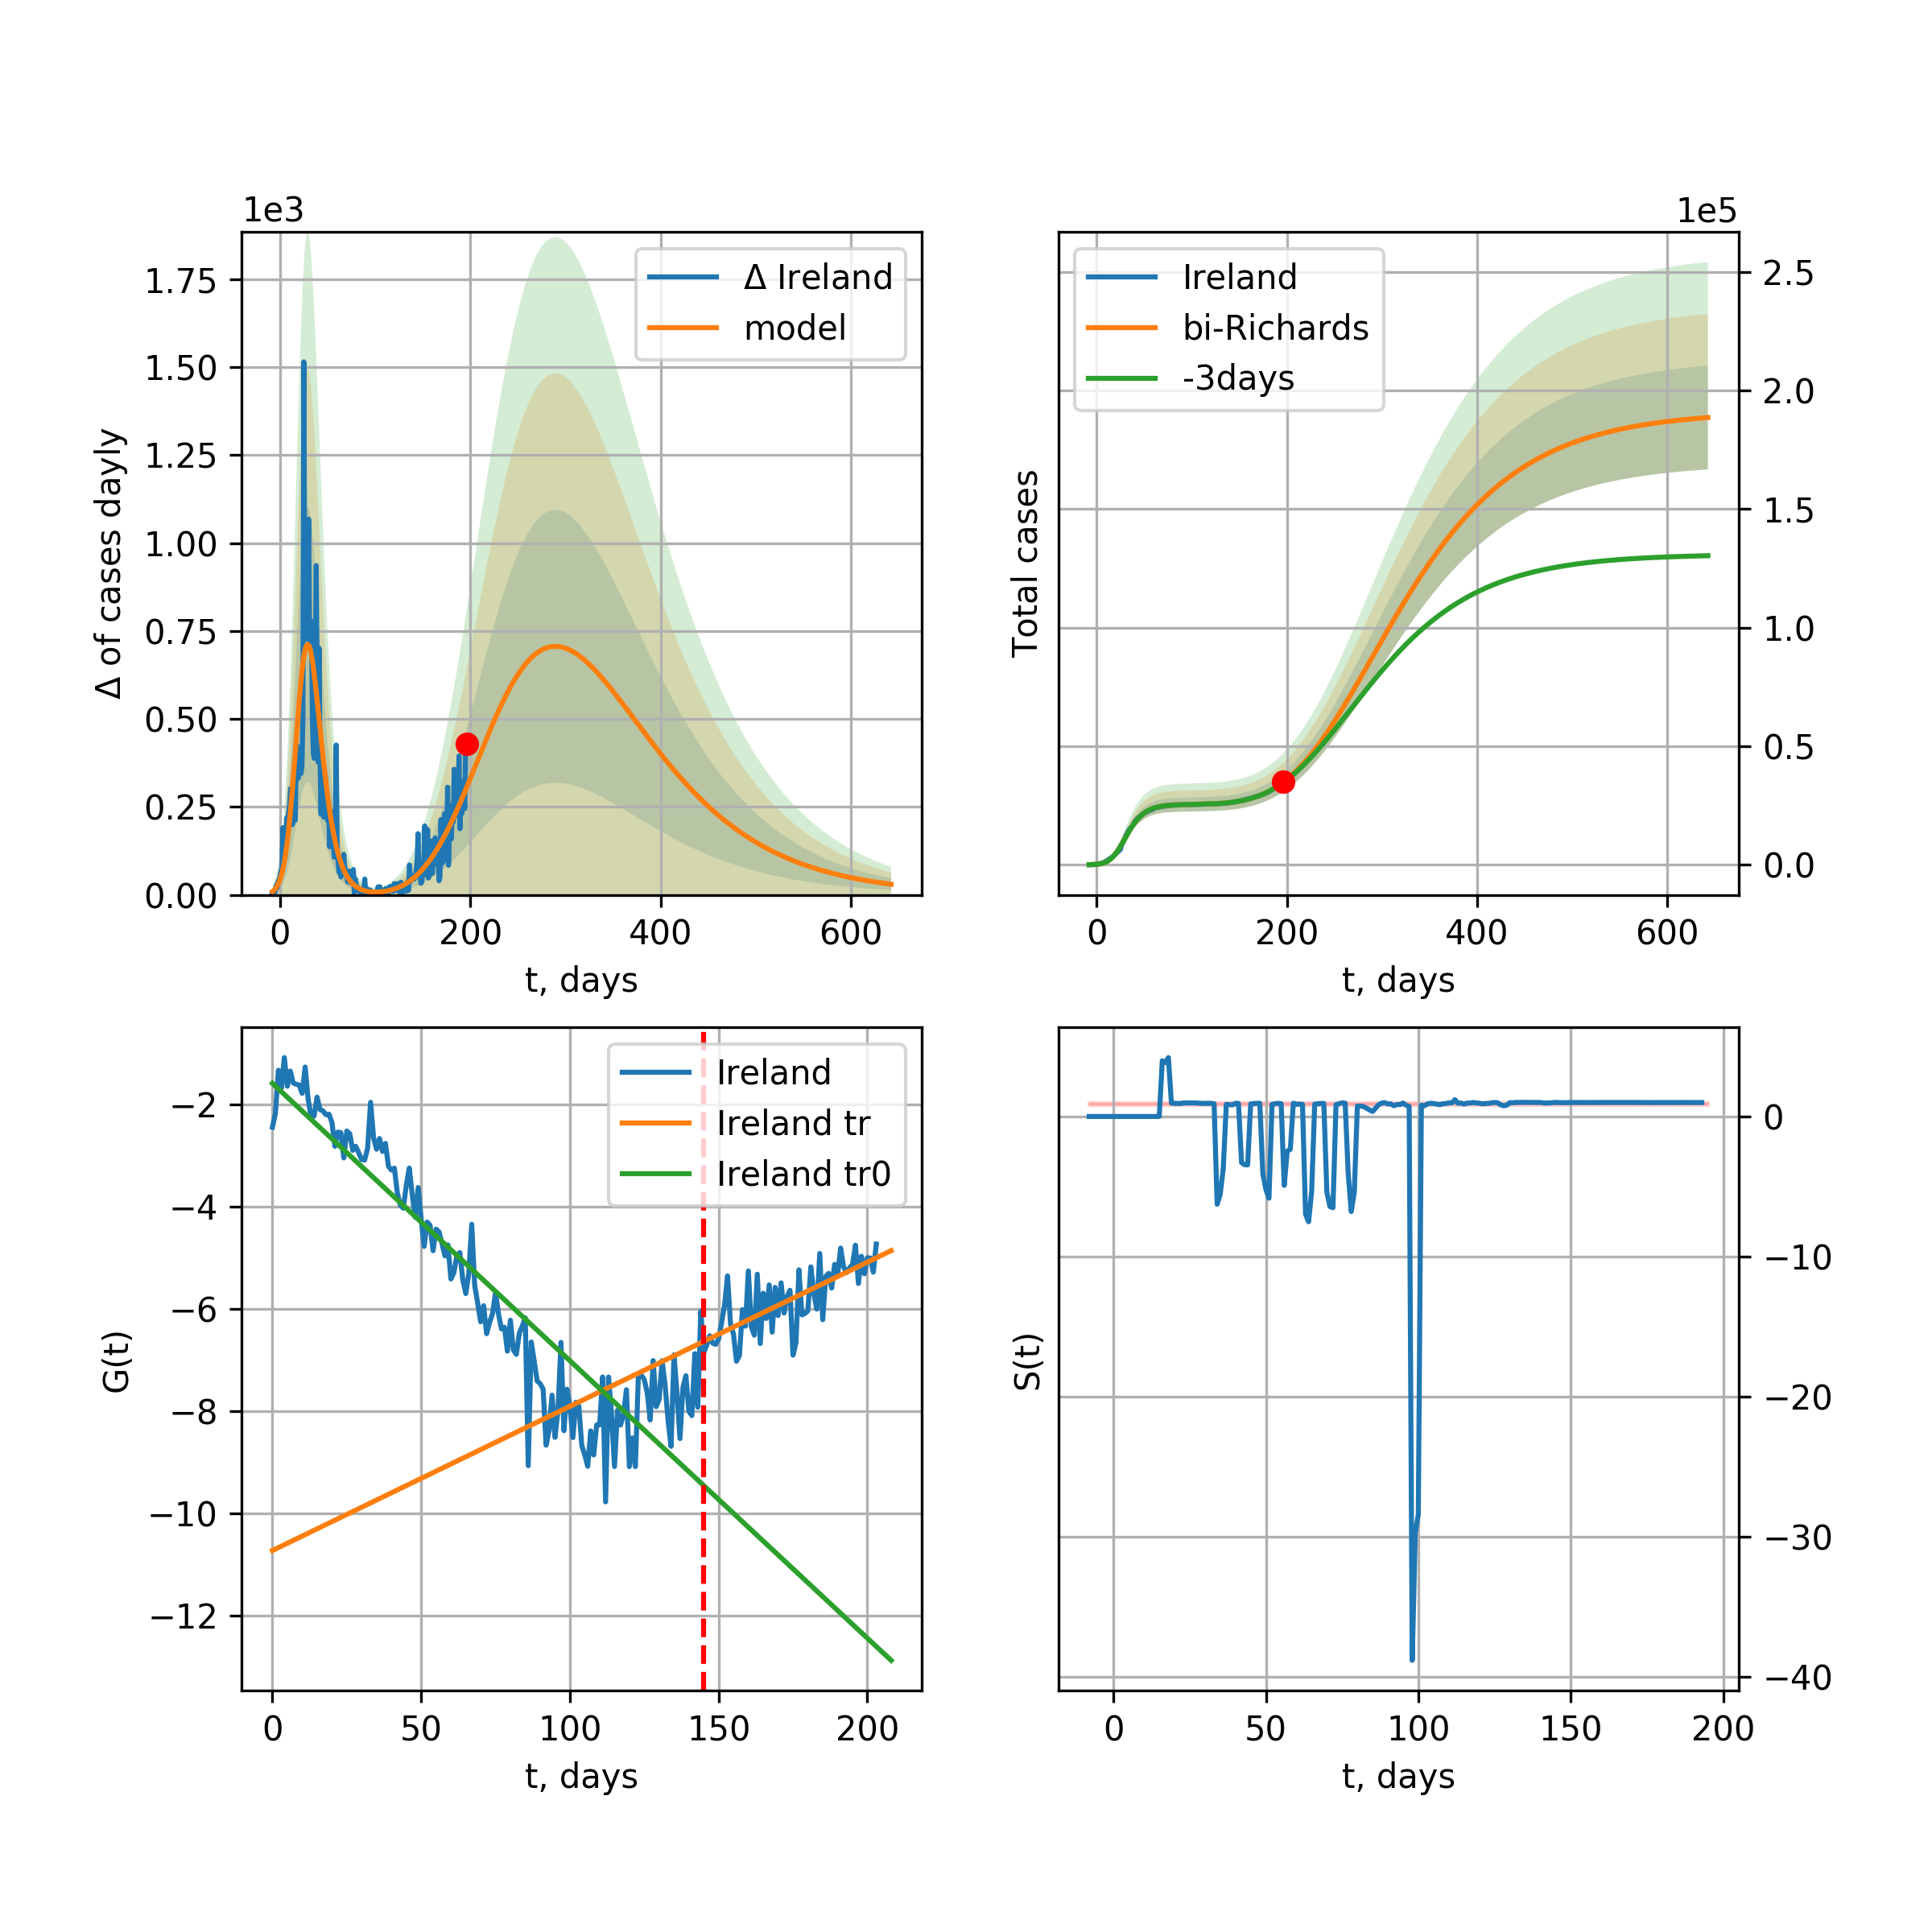 1e3
Δ of cases dayly
1.75
1.50
1.25
1.00
0.75
0.50
0.25
0.00
0 200 400 600
t, days
Δ Ireland
model
1e5
Total cases
2.5
2.0
1.5
1.0
0.5
0.0
0 200 400 600
t, days
Ireland
bi-Richards
-3days
G(t)
−2
−4
−6
−8
−10
−12
0 50 100 150 200
t, days
Ireland
Ireland tr
Ireland tr0
S(t)
0
−10
−20
−30
−40
0 50 100 150 200
t, days